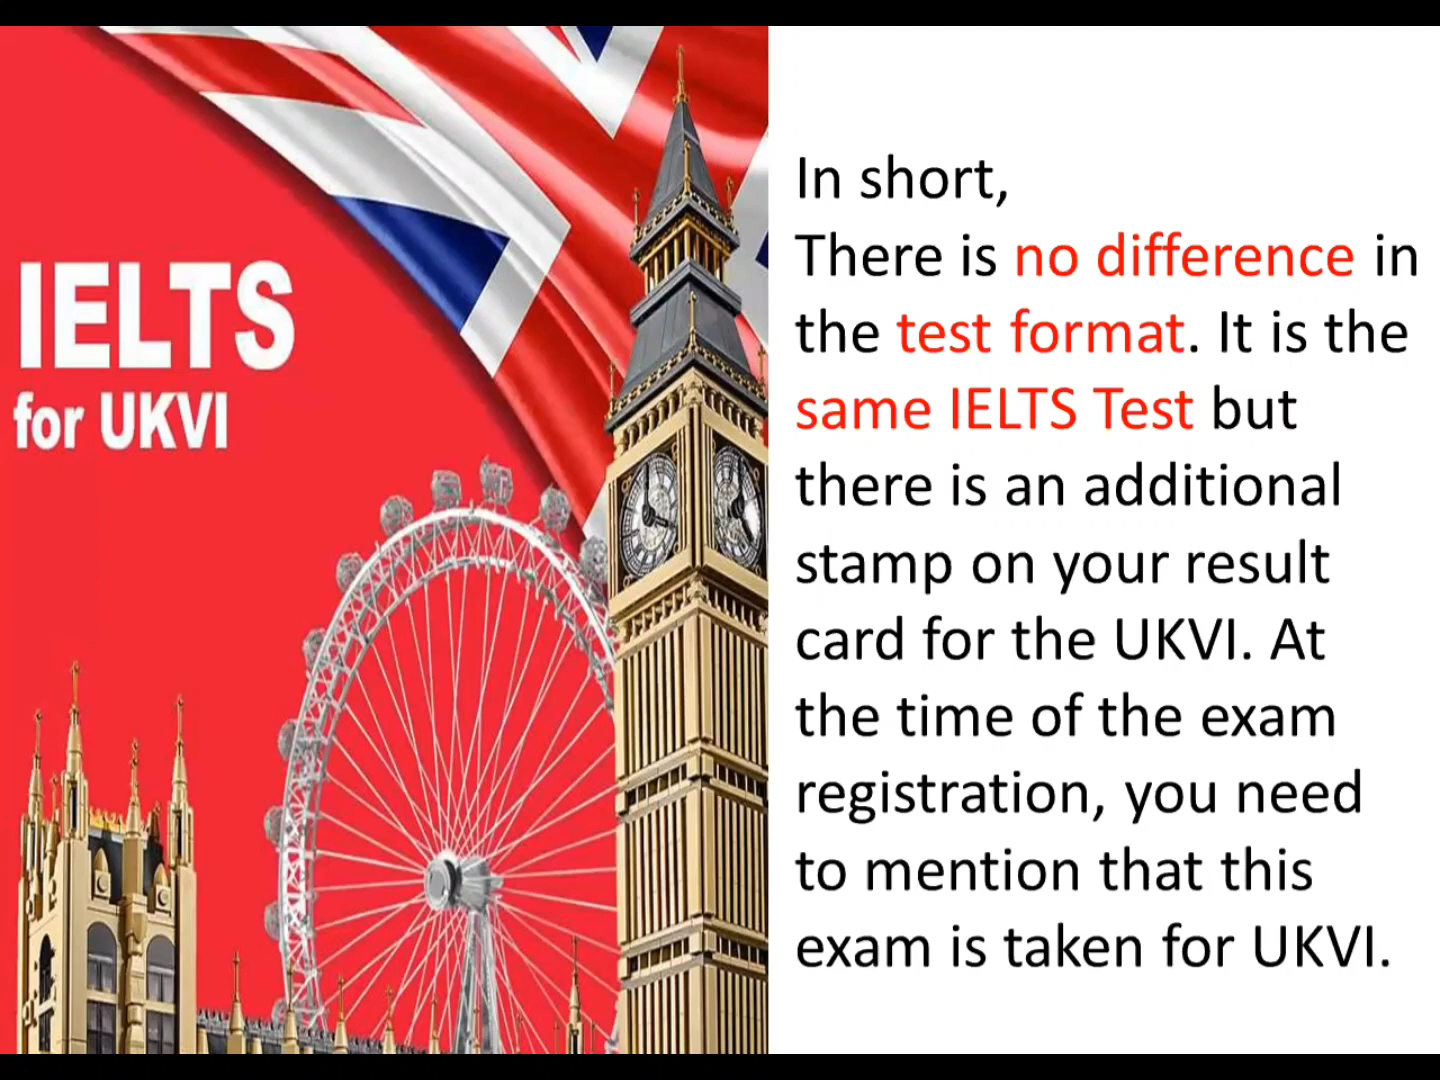 IELTS
for UKVI
In short,
There is no difference in
the test format. It is the
same IELTS Test but
there is an additional
stamp on your result
card for the UKVI. At
the time of the exam
registration, you need
to mention that this
exam is taken for UKVI.